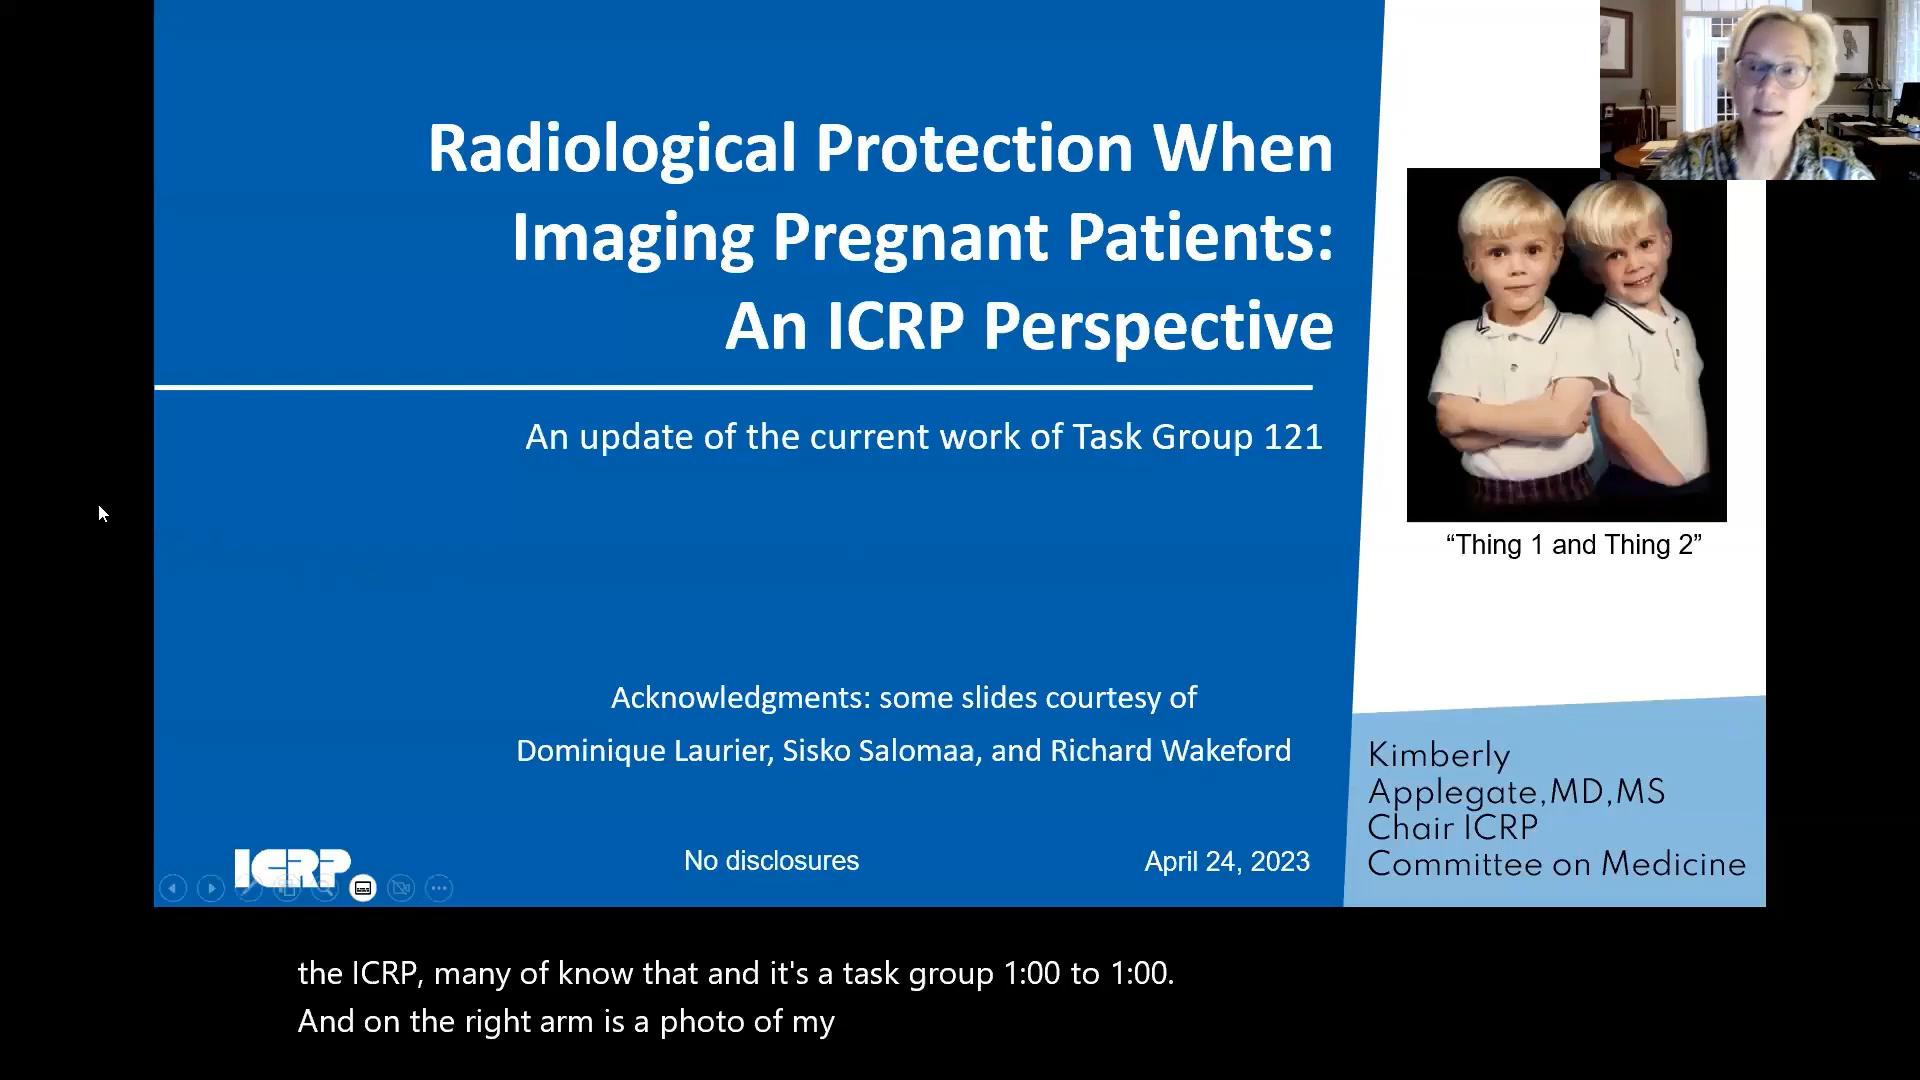 Radiological Protection When
Imaging Pregnant Patients:
An ICRP Perspective
An update of the current work of Task Group 121
“Thing 1 and Thing 2”
Acknowledgments: some slides courtesy of
Dominique Laurier, Sisko Salomaa, and Richard Wakeford
Kimberly
Applegate,MD,MS
Chair ICRP
Committee on Medicine
ICRP
No disclosures
April 24, 2023
the ICRP, many of know that and it's a task group 1:00 to 1:00.
And on the right arm is a photo of my